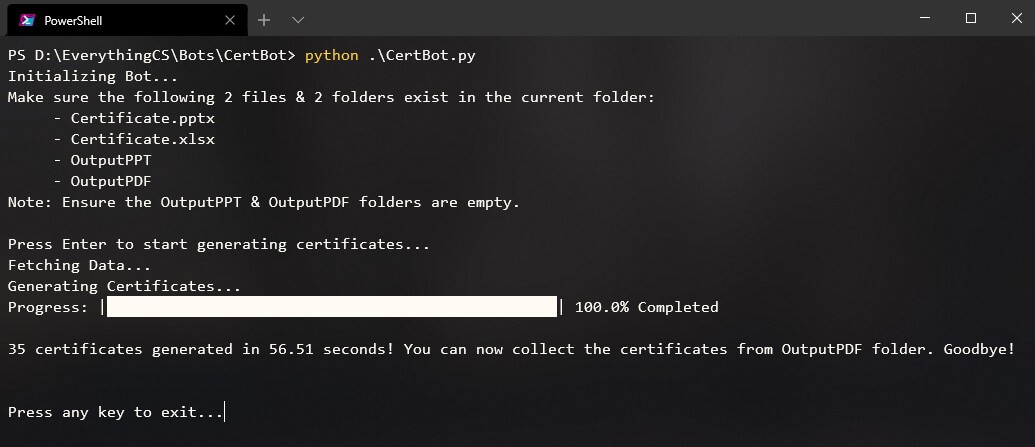 PowerShell
PS D:\EverythingCS\Bots\CertBot> python .\CertBot.py
Initializing Bot...
Make sure the following 2 files & 2 folders exist in the current folder:
- Certificate.pptx
- Certificate.xlsx
- OutputPPT
- OutputPDF
Note: Ensure the OutputPPT & OutputPDF folders are empty.
Press Enter to start generating certificates...
Fetching Data...
Generating Certificates...
Progress: | | 100.0% Completed
35 certificates generated in 56.51 seconds! You can now collect the certificates from OutputPDF folder. Goodbye!
Press any key to exit...